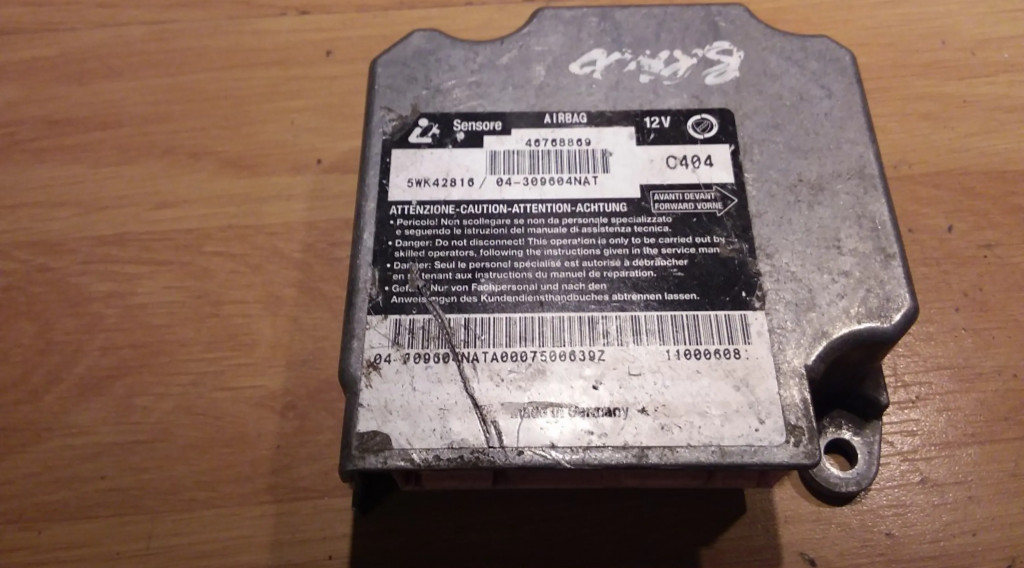 AIRBAG
Sensore 12V
46768869
C404
5WK42816 / 04-309604NAT
AVANTI DEVANT
FORWARD VORNE
ATTENZIONE-CAUTION-ATTENTION-ACHTUNG
• Pericolo! Non scollegare se non da personale specializzato
e seguendo le istruzioni del manuale di assistenza tecnica.
• Danger: Do not disconnect! This operation is only to be carried out by
skilled operators, following the instructions given in the service man
• Danger: Seul le personel spécialisé est autorisé à débracher
en tenant aux instructions du manuel de réparation.
• Nur von Fachpersonal und nach den
Anweisungen des Kundendiensthandbuches abtrennen lassen.
04-309604NATA0007500639Z 11000608
made in Germany